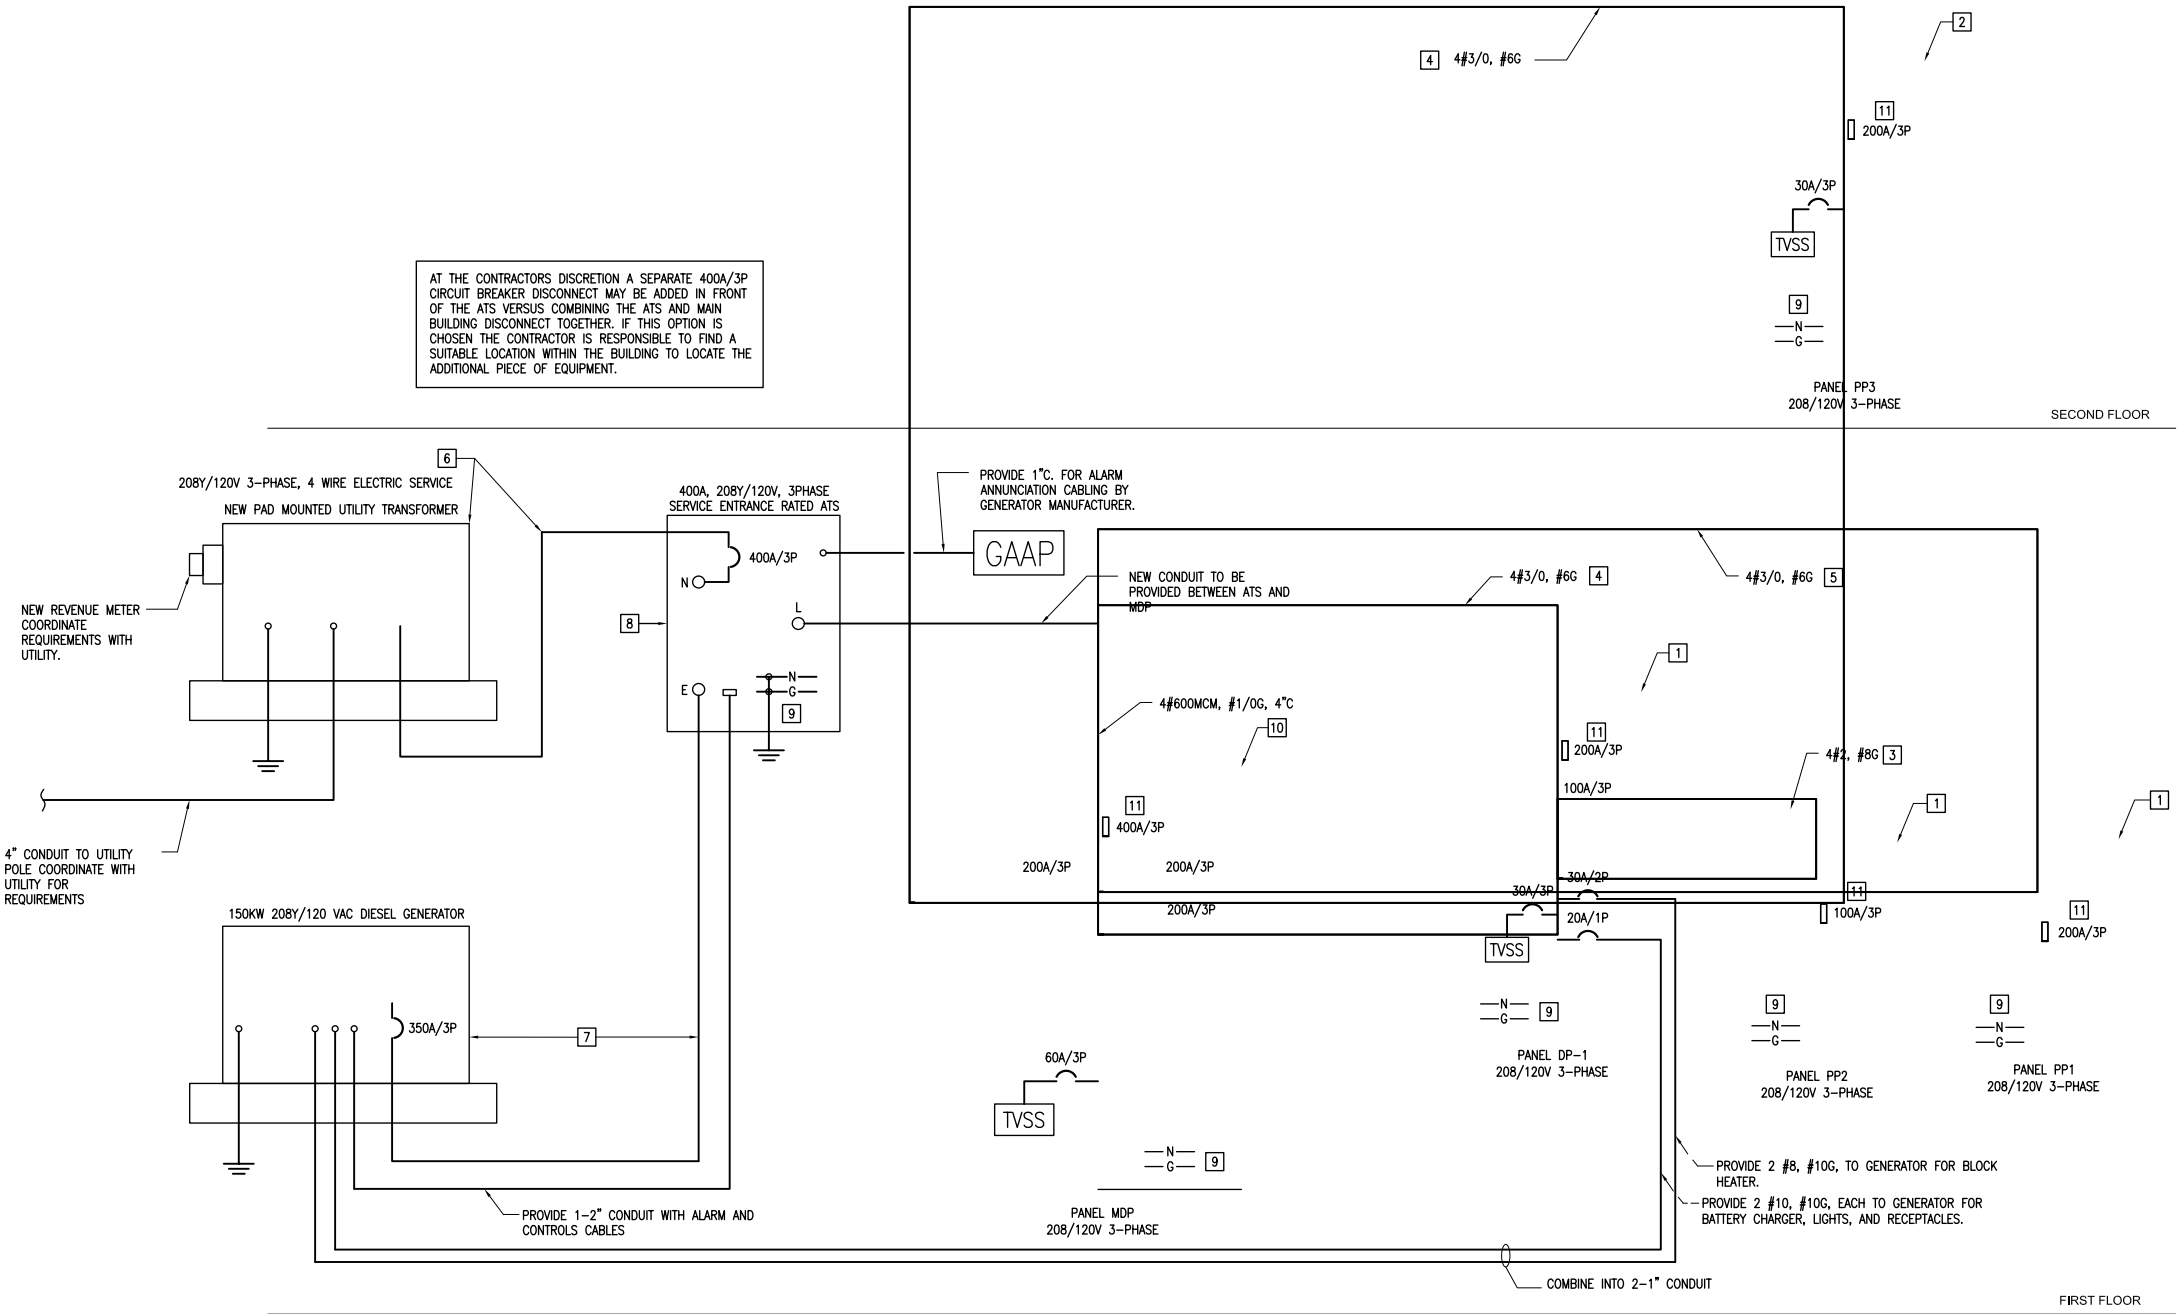 2
4 4#3/0, #6G
11
200A/3P
30A/3P
TVSS
9
N
G
PANEL PP3
208/120V 3-PHASE
SECOND FLOOR
AT THE CONTRACTORS DISCRETION A SEPARATE 400A/3P
CIRCUIT BREAKER DISCONNECT MAY BE ADDED IN FRONT
OF THE ATS VERSUS COMBINING THE ATS AND MAIN
BUILDING DISCONNECT TOGETHER. IF THIS OPTION IS
CHOSEN THE CONTRACTOR IS RESPONSIBLE TO FIND A
SUITABLE LOCATION WITHIN THE BUILDING TO LOCATE THE
ADDITIONAL PIECE OF EQUIPMENT.
6
208Y/120V 3-PHASE, 4 WIRE ELECTRIC SERVICE
NEW PAD MOUNTED UTILITY TRANSFORMER
NEW REVENUE METER
COORDINATE
REQUIREMENTS WITH
UTILITY.
4" CONDUIT TO UTILITY
POLE COORDINATE WITH
UTILITY FOR
REQUIREMENTS
400A, 208Y/120V, 3PHASE
SERVICE ENTRANCE RATED ATS
400A/3P
N
L
8
E
N
G
9
PROVIDE 1"C. FOR ALARM
ANNUNCIATION CABLING BY
GENERATOR MANUFACTURER.
GAAP
NEW CONDUIT TO BE
PROVIDED BETWEEN ATS AND
MDP
4#3/0, #6G 4
4#3/0, #6G 5
1
4#600MCM, #1/0G, 4"C
10
11
200A/3P
4#2, #8G 3
100A/3P
1
1
11
400A/3P
200A/3P
200A/3P
200A/3P
30A/2P
30A/3P
20A/1P
TVSS
11
100A/3P
11
200A/3P
150KW 208Y/120 VAC DIESEL GENERATOR
350A/3P
7
N
G
9
PANEL DP-1
208/120V 3-PHASE
9
N
G
PANEL PP2
208/120V 3-PHASE
9
N
G
PANEL PP1
208/120V 3-PHASE
60A/3P
TVSS
N
G
9
PANEL MDP
208/120V 3-PHASE
PROVIDE 1-2" CONDUIT WITH ALARM AND
CONTROLS CABLES
PROVIDE 2 #8, #10G, TO GENERATOR FOR BLOCK
HEATER.
PROVIDE 2 #10, #10G, EACH TO GENERATOR FOR
BATTERY CHARGER, LIGHTS, AND RECEPTACLES.
COMBINE INTO 2-1" CONDUIT
FIRST FLOOR